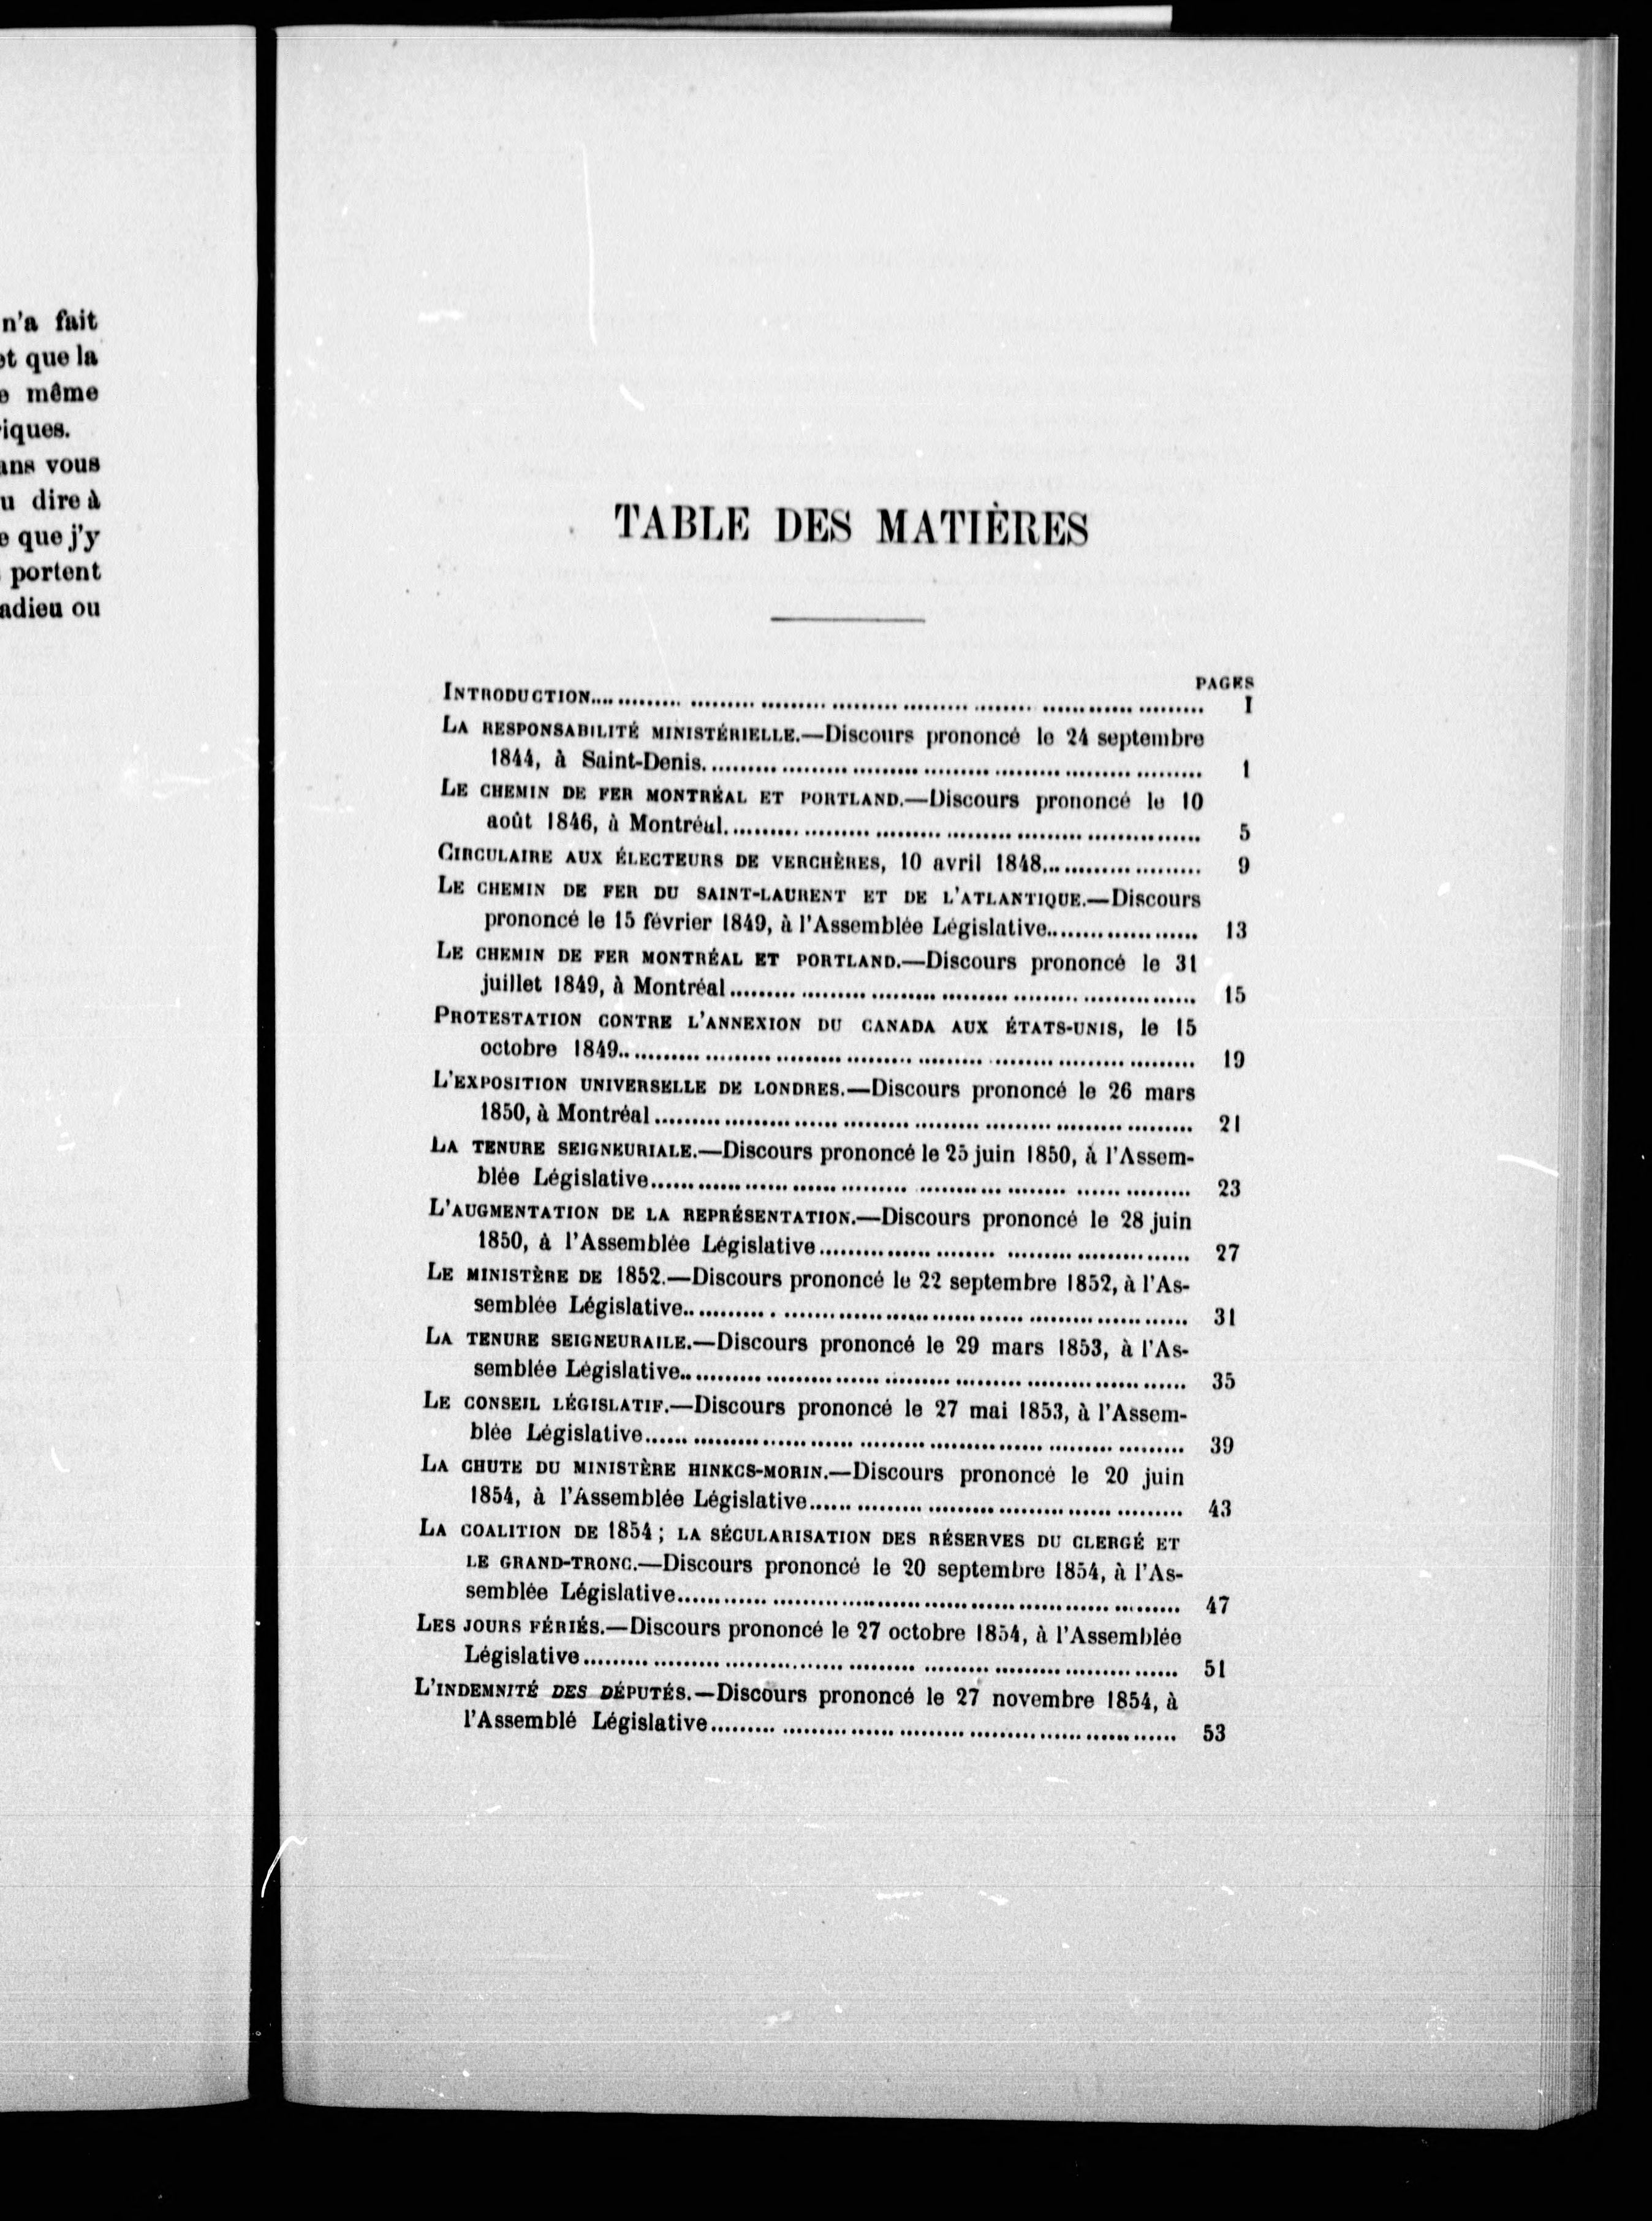 n'a fait
et que la
même
iques.
vous
dire à
que j'y
portent
adieu ou
TABLE DES MATIÈRES
PAGES
INTRODUCTION.... I
LA RESPONSABILITÉ MINISTÉRIELLE.—Discours prononcé le 24 septembre
1844, à Saint-Denis.... 1
LE CHEMIN DE FER MONTRÉAL ET PORTLAND.—Discours prononcé le 10
août 1846, à Montréal.... 5
CIRCULAIRE AUX ÉLECTEURS DE VERCHÈRES, 10 avril 1848.... 9
LE CHEMIN DE FER DU SAINT-LAURENT ET DE L'ATLANTIQUE.—Discours
prononcé le 15 février 1849, à l'Assemblée Législative.... 13
LE CHEMIN DE FER MONTRÉAL ET PORTLAND.—Discours prononcé le 31
juillet 1849, à Montréal.... 15
PROTESTATION CONTRE L'ANNEXION DU CANADA AUX ÉTATS-UNIS, le 15
octobre 1849.... 19
L'EXPOSITION UNIVERSELLE DE LONDRES.—Discours prononcé le 26 mars
1850, à Montréal.... 21
LA TENURE SEIGNEURIALE.—Discours prononcé le 25 juin 1850, à l'Assem-
blée Législative.... 23
L'AUGMENTATION DE LA REPRÉSENTATION.—Discours prononcé le 28 juin
1850, à l'Assemblée Législative.... 27
LE MINISTÈRE DE 1852.—Discours prononcé le 22 septembre 1852, à l'As-
semblée Législative.... 31
LA TENURE SEIGNEURAILE.—Discours prononcé le 29 mars 1853, à l'As-
semblée Législative.... 35
LE CONSEIL LÉGISLATIF.—Discours prononcé le 27 mai 1853, à l'Assem-
blée Législative.... 39
LA CHUTE DU MINISTÈRE HINKCS-MORIN.—Discours prononcé le 20 juin
1854, à l'Assemblée Législative.... 43
LA COALITION DE 1854 ; LA SÉCULARISATION DES RÉSERVES DU CLERGÉ ET
LE GRAND-TRONC.—Discours prononcé le 20 septembre 1854, à l'As-
semblée Législative.... 47
LES JOURS FÉRIÉS.—Discours prononcé le 27 octobre 1854, à l'Assemblée
Législative.... 51
L'INDEMNITÉ DES DÉPUTÉS.—Discours prononcé le 27 novembre 1854, à
l'Assemblé Législative.... 53